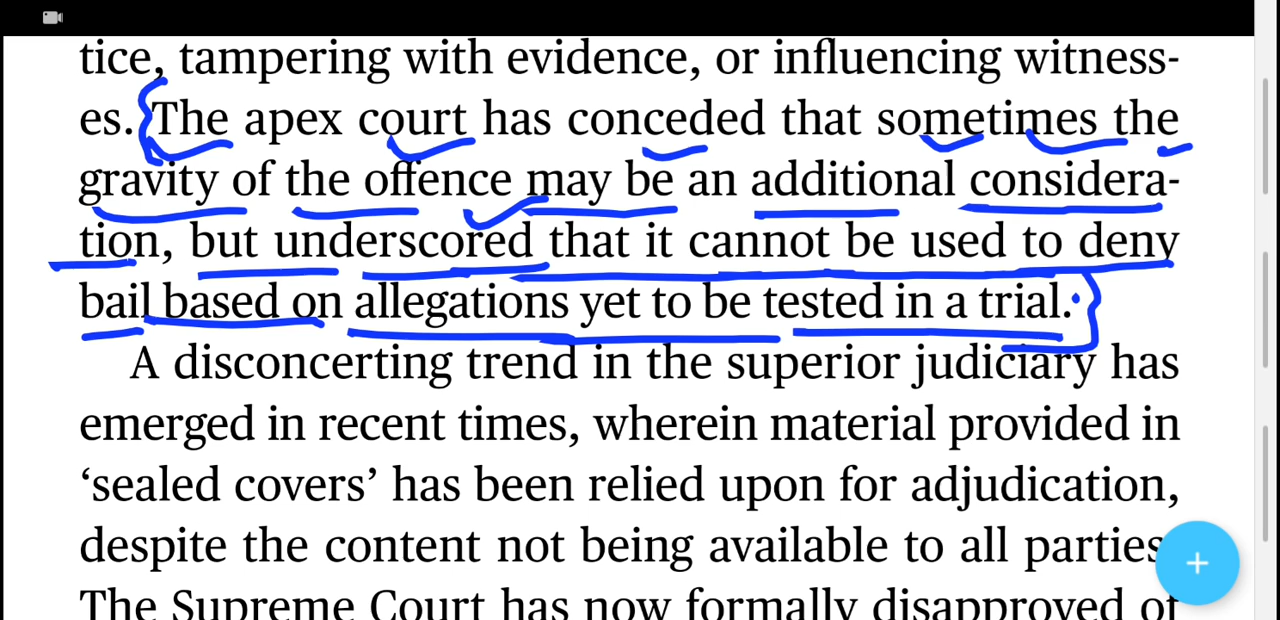 tice, tampering with evidence, or influencing witness-
es. The apex court has conceded that sometimes the
gravity of the offence may be an additional considera-
tion, but underscored that it cannot be used to deny
bail based on allegations yet to be tested in a trial.
A disconcerting trend in the superior judiciary has
emerged in recent times, wherein material provided in
‘sealed covers’ has been relied upon for adjudication,
despite the content not being available to all parties
The Supreme Court has now formally disapproved of